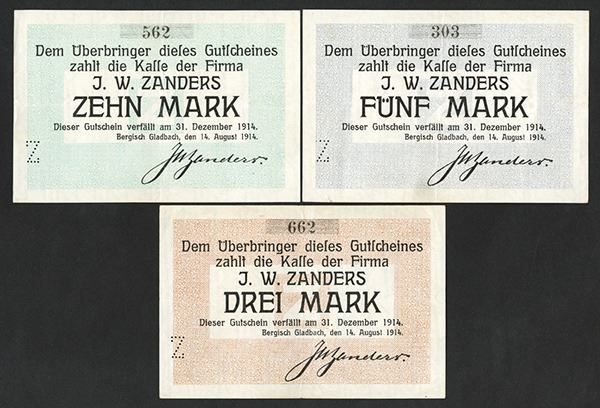 562
Dem Überbringer dieſes Gutſcheines
zahlt die Kaſſe der Firma
J. W. ZANDERS
ZEHN MARK
Dieser Gutschein verfällt am 31. Dezember 1914.
Bergisch Gladbach, den 14. August 1914.
Z
JWZanders.
303
Dem Überbringer dieſes Gutſcheines
zahlt die Kaſſe der Firma
J. W. ZANDERS
FÜNF MARK
Dieser Gutschein verfällt am 31. Dezember 1914.
Bergisch Gladbach, den 14. August 1914.
Z
JWZanders.
662
Dem Überbringer dieſes Gutſcheines
zahlt die Kaſſe der Firma
J. W. ZANDERS
DREI MARK
Dieser Gutschein verfällt am 31. Dezember 1914.
Bergisch Gladbach, den 14. August 1914.
Z
JWZanders.